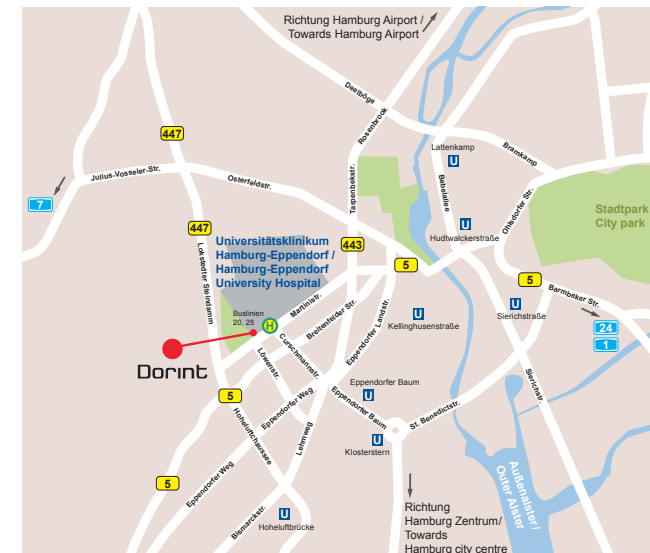 Richtung Hamburg Airport /
Towards Hamburg Airport
Deelböge
Rosenbrook
447
Lattenkamp
U
Bramkamp
Julius-Vosseler-Str.
Osterfeldstr.
Tarpenbekstr.
Bebelallee
7
Ohlsdorfer Str.
Stadtpark
City park
447
Lokstedter Steindamm
Universitätsklinikum
Hamburg-Eppendorf /
Hamburg-Eppendorf
University Hospital
443
U
Hudtwalckerstraße
5
5
Barmbeker Str.
Martinistr.
Buslinien
20, 25
H
Breitenfelder Str.
Eppendorfer Landstr.
U
Kellinghusenstraße
U
Sierichstraße
24
1
Dorint
Löwenstr.
Curschmannstr.
Eppendorfer Baum
U
Sierichstr.
5
Hoheluftchaussee
Eppendorfer Weg
Lehmweg
Eppendorfer Baum
St. Benedictstr.
U
Klosterstern
5
Eppendorfer Weg
Außenalster /
Outer Alster
Bismarckstr.
U
Hoheluftbrücke
Richtung
Hamburg Zentrum/
Towards
Hamburg city centre